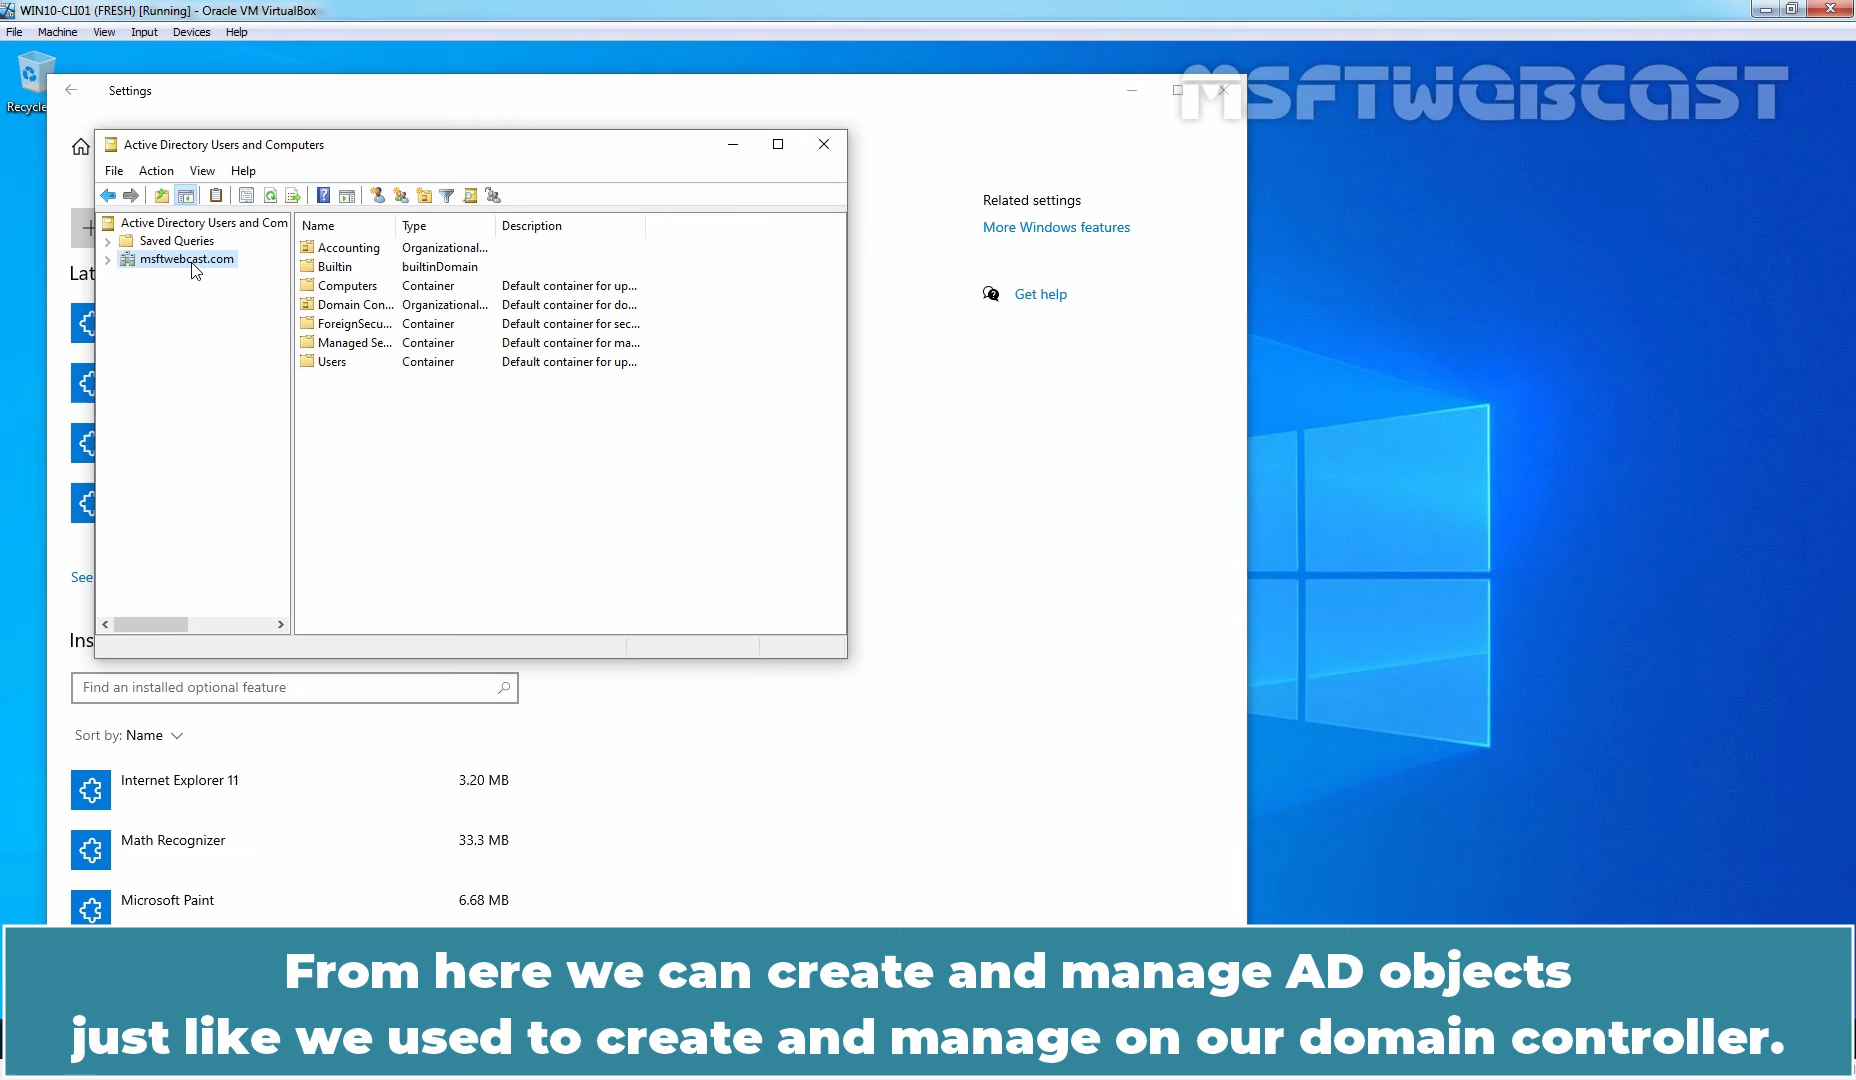 WIN10-CLI01 (FRESH) [Running] - Oracle VM VirtualBox
File Machine View Input Devices Help
Recycle
Settings
MSFTWEBCAST
Active Directory Users and Computers
File Action View Help
Active Directory Users and Com
Saved Queries
msftwebcast.com
Name Type Description
Accounting Organizational...
Builtin builtinDomain
Computers Container Default container for up...
Domain Con... Organizational... Default container for do...
ForeignSecu... Container Default container for sec...
Managed Se... Container Default container for ma...
Users Container Default container for up...
Related settings
More Windows features
Get help
Lat
See
Ins
Find an installed optional feature
Sort by: Name
Internet Explorer 11 3.20 MB
Math Recognizer 33.3 MB
Microsoft Paint 6.68 MB
From here we can create and manage AD objects
just like we used to create and manage on our domain controller.